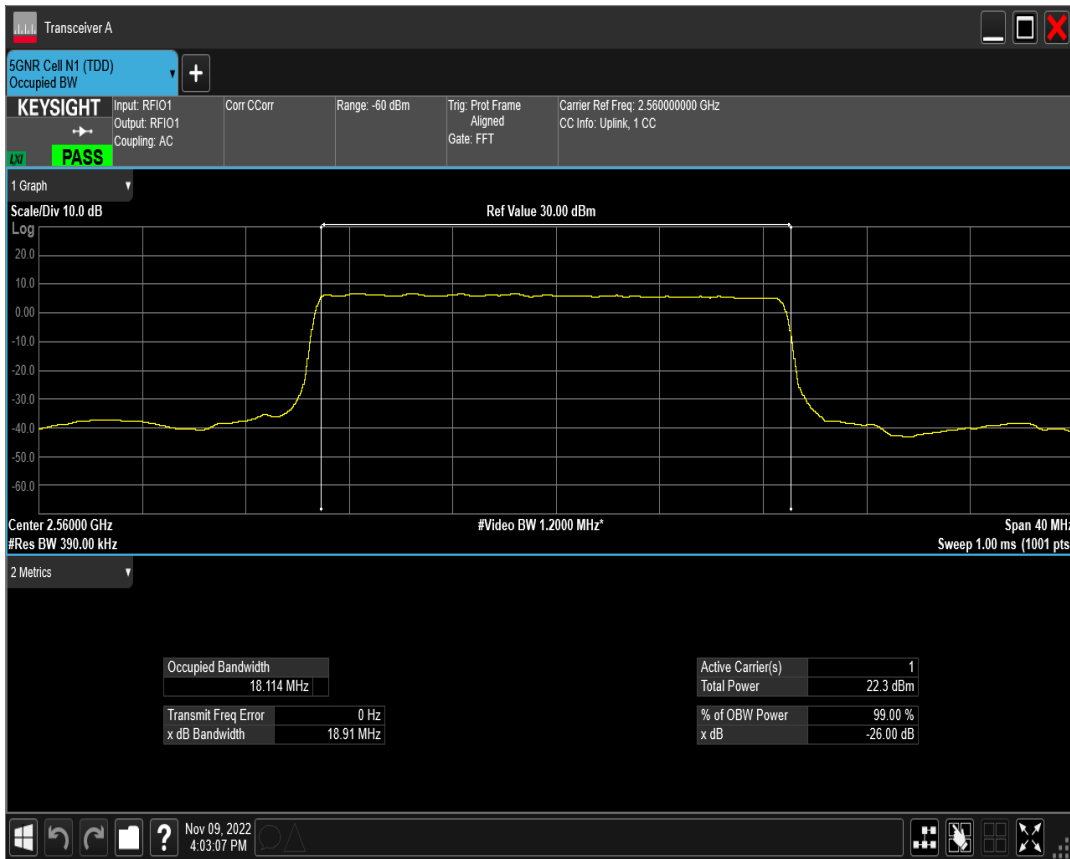 Transceiver A
5GNR Cell N1 (TDD)
Occupied BW
+
KEYSIGHT
LXI
PASS
Input: RFIO1
Output: RFIO1
Coupling: AC
Corr CCorr
Range: -60 dBm
Trig: Prot Frame
Aligned
Gate: FFT
Carrier Ref Freq: 2.560000000 GHz
CC Info: Uplink, 1 CC
1 Graph
Scale/Div 10.0 dB
Ref Value 30.00 dBm
Log
20.0
10.0
0.00
-10.0
-20.0
-30.0
-40.0
-50.0
-60.0
Center 2.56000 GHz
#Video BW 1.2000 MHz*
Span 40 MHz
#Res BW 390.00 kHz
Sweep 1.00 ms (1001 pts
2 Metrics
Occupied Bandwidth
18.114 MHz
Transmit Freq Error 0 Hz
x dB Bandwidth 18.91 MHz
Active Carrier(s) 1
Total Power 22.3 dBm
% of OBW Power 99.00 %
x dB -26.00 dB
?
Nov 09, 2022
4:03:07 PM